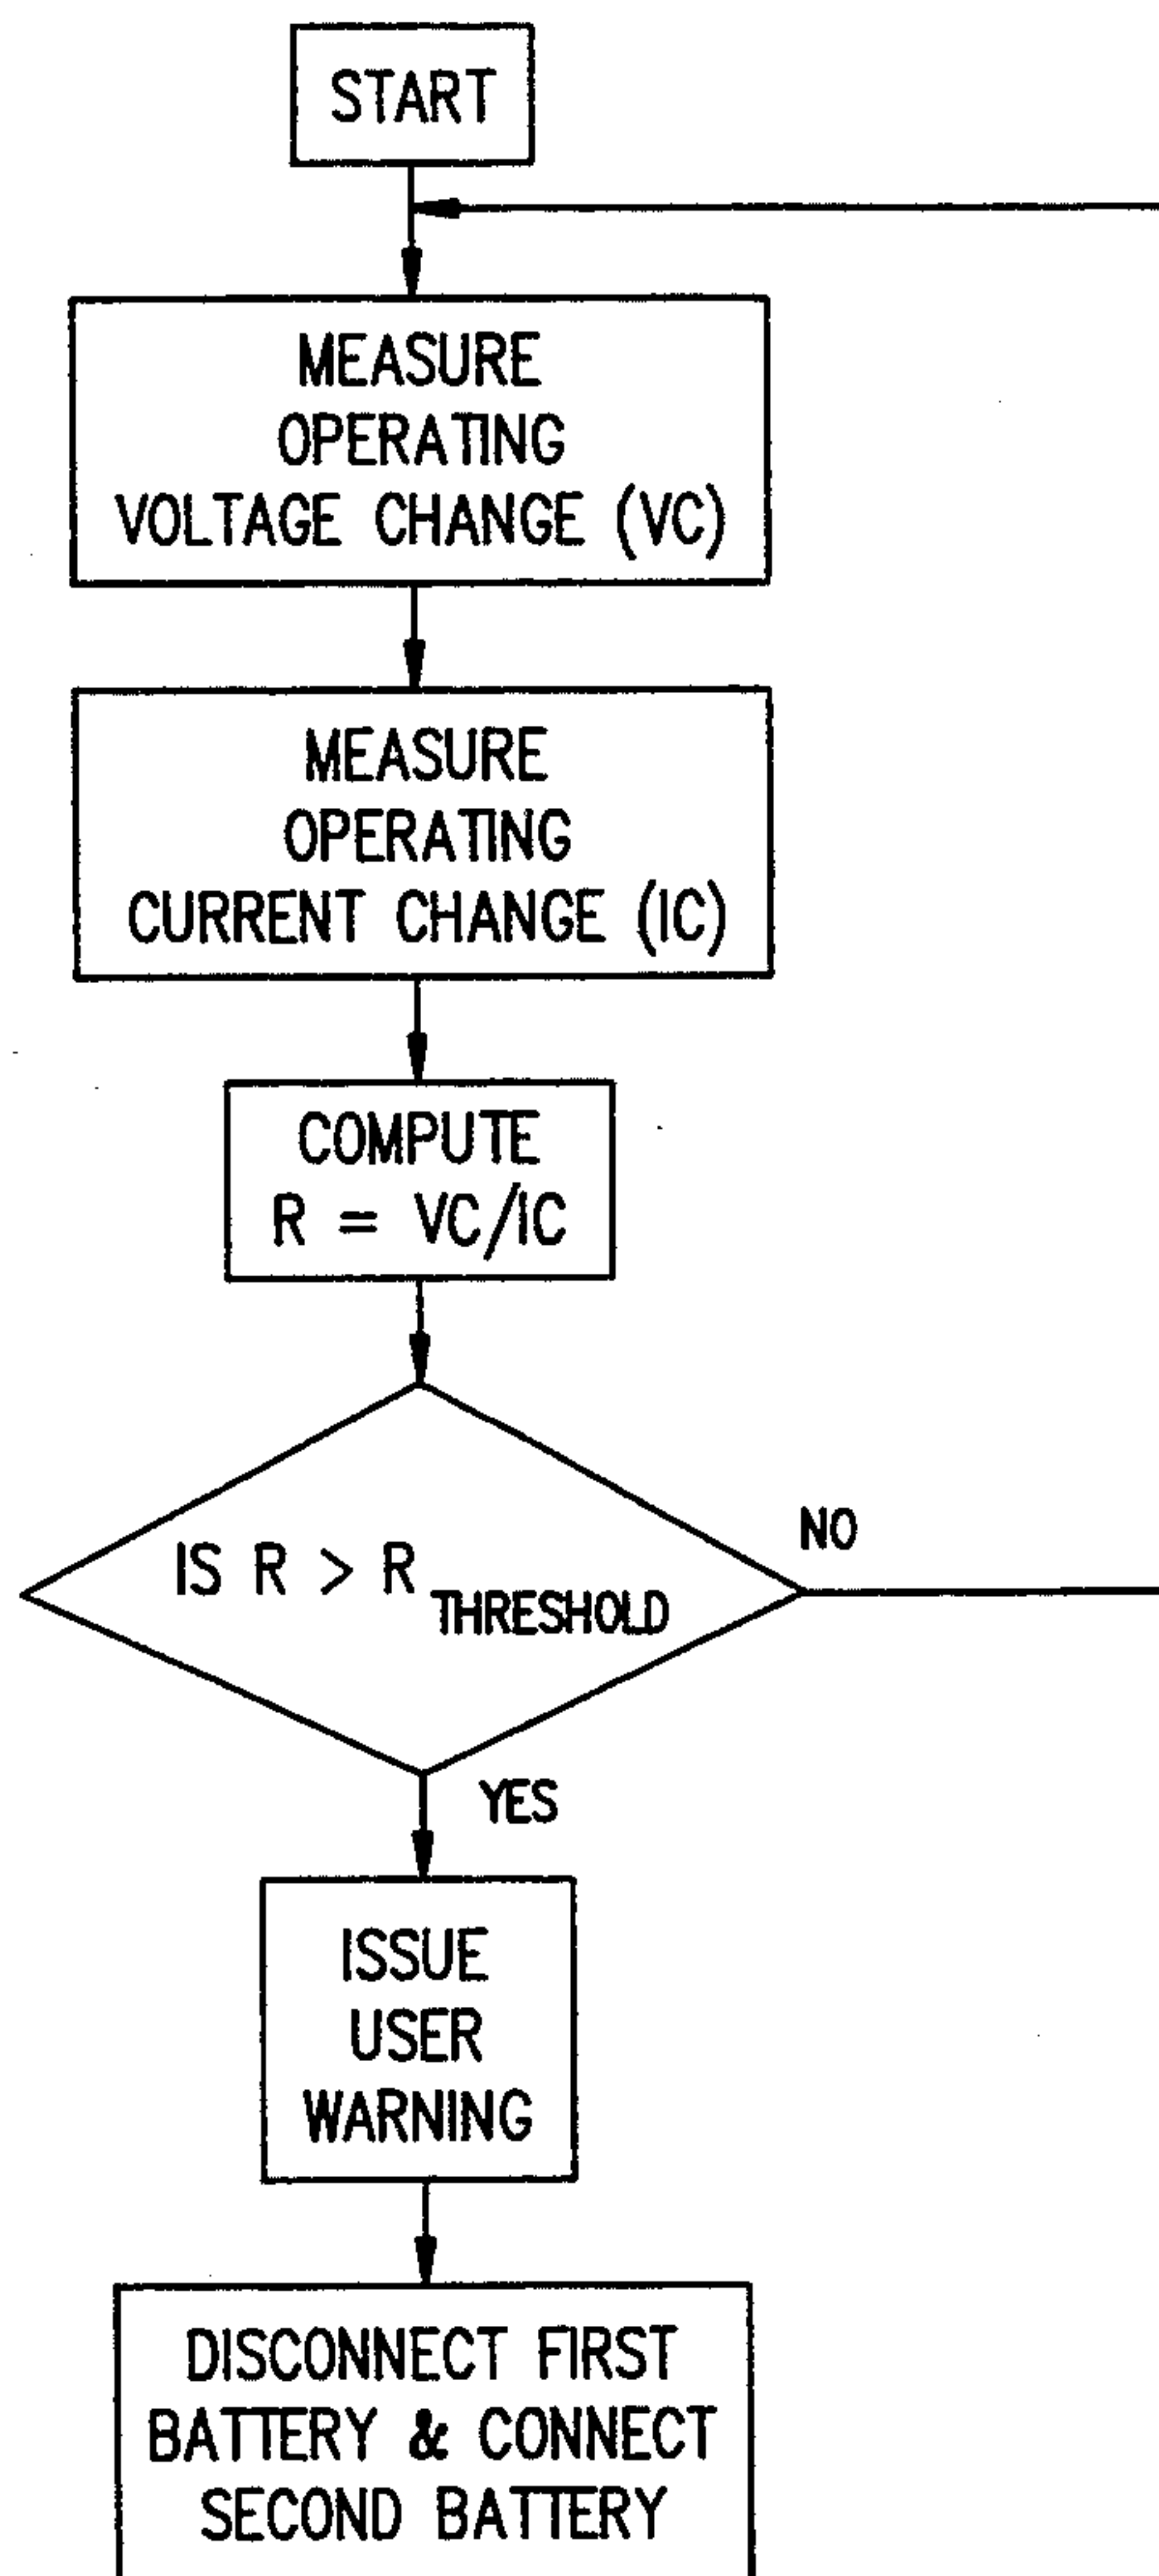 START
MEASURE
OPERATING
VOLTAGE CHANGE (VC)
MEASURE
OPERATING
CURRENT CHANGE (IC)
COMPUTE
R = VC/IC
IS R > R THRESHOLD
NO
YES
ISSUE
USER
WARNING
DISCONNECT FIRST
BATTERY & CONNECT
SECOND BATTERY